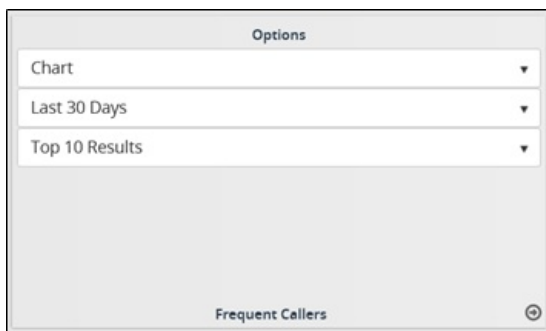 Options
Chart
Last 30 Days
Top 10 Results
Frequent Callers